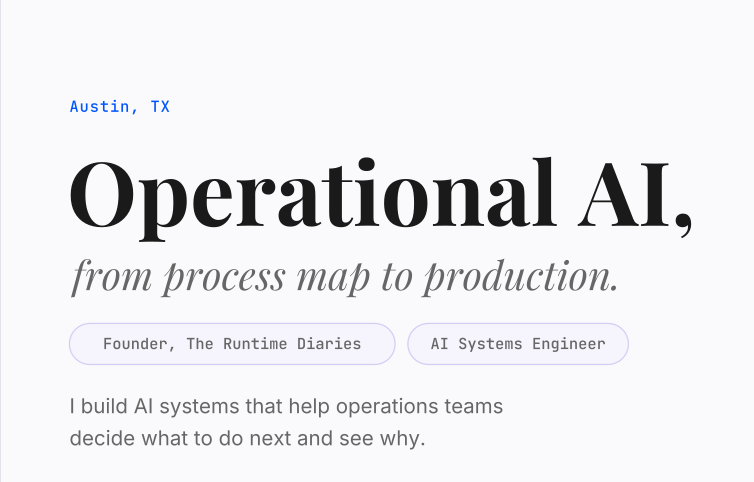 Austin, TX
Operational AI,
from process map to production.
Founder, The Runtime Diaries
AI Systems Engineer
I build AI systems that help operations teams
decide what to do next and see why.